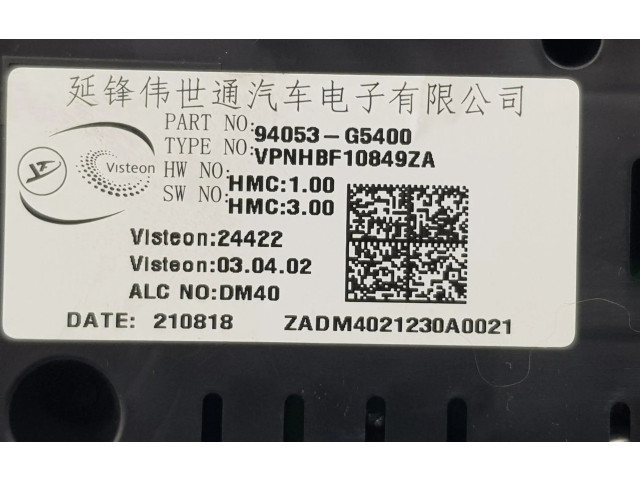 延锋伟世通汽车电子有限公司
PART NO: 94053-G5400
TYPE NO: VPNHBF10849ZA
HW NO: HMC:1.00
SW NO: HMC:3.00
Visteon
Visteon:24422
Visteon:03.04.02
ALC NO:DM40
DATE: 210818 ZADM4021230A0021